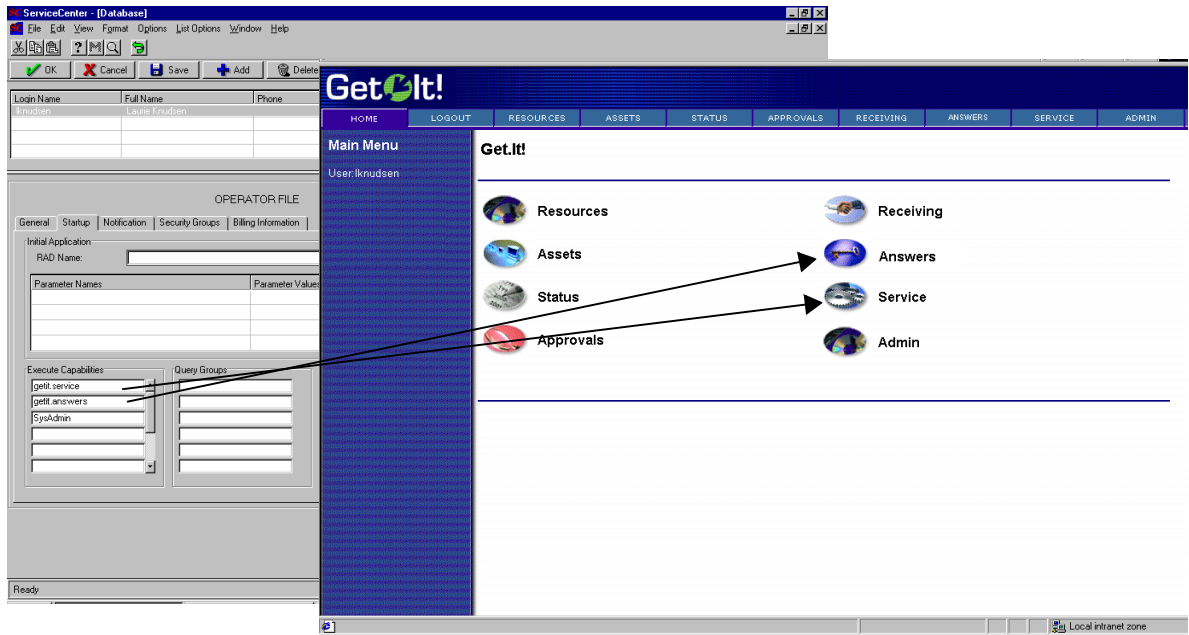 ServiceCenter - [Database]
File Edit View Format Options List Options Window Help
OK Cancel Save Add Delete
Login Name Full Name Phone
lknudsen Laurie Knudsen
OPERATOR FILE
General Startup Notification Security Groups Billing Information
Initial Application
RAD Name:
Parameter Names Parameter Values
Execute Capabilities Query Groups
getit.service
getit.answers
SysAdmin
Ready
Get It!
HOME LOGOUT RESOURCES ASSETS STATUS APPROVALS RECEIVING ANSWERS SERVICE ADMIN
Main Menu
User:lknudsen
Get.It!
Resources Receiving
Assets Answers
Status Service
Approvals Admin
Local intranet zone